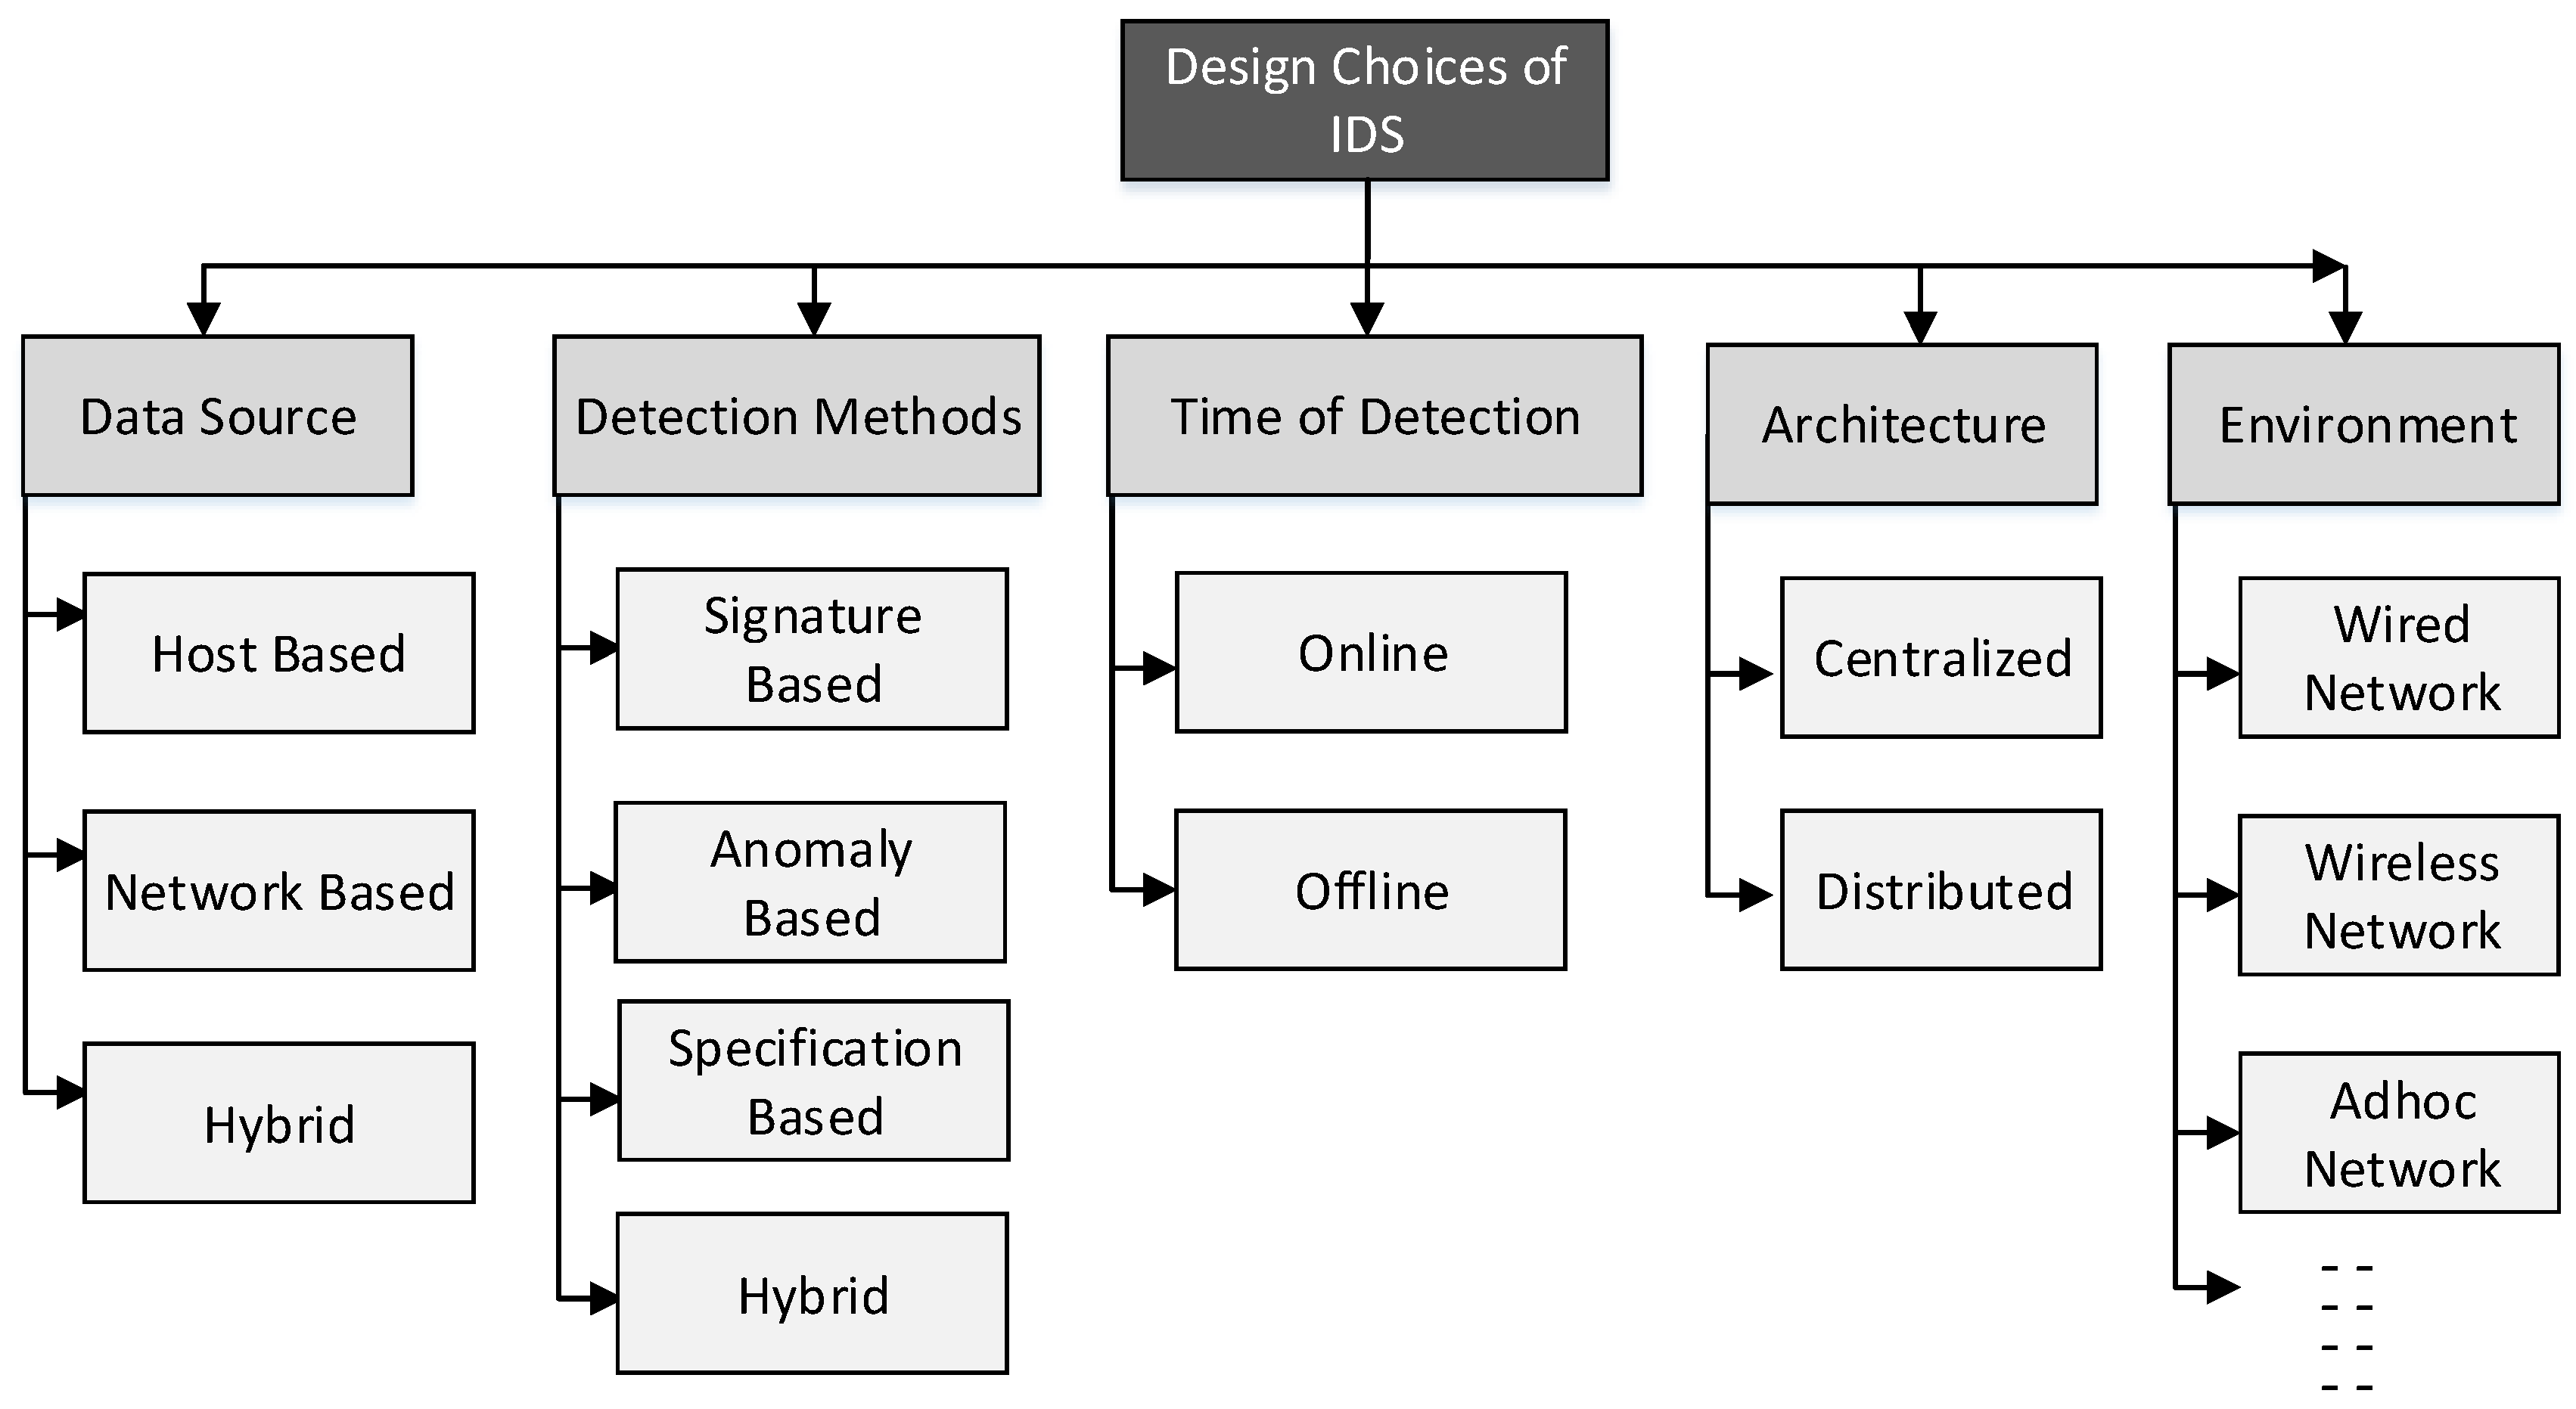 Design Choices of
IDS
Data Source
Detection Methods
Time of Detection
Architecture
Environment
Host Based
Network Based
Hybrid
Signature
Based
Anomaly
Based
Specification
Based
Hybrid
Online
Offline
Centralized
Distributed
Wired
Network
Wireless
Network
Adhoc
Network
- -
- -
- -
- -